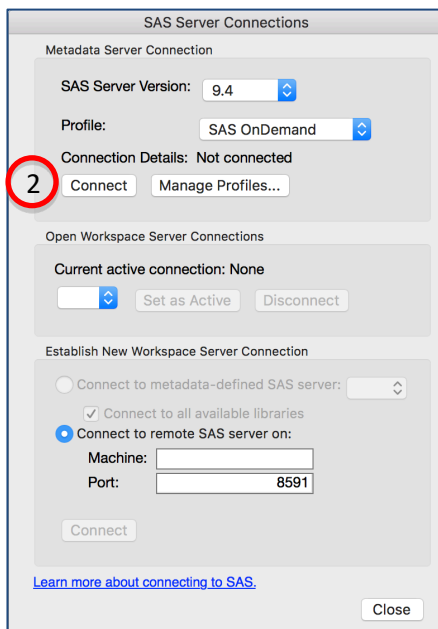 SAS Server Connections
Metadata Server Connection
SAS Server Version: 9.4
Profile: SAS OnDemand
Connection Details: Not connected
2 Connect Manage Profiles...
Open Workspace Server Connections
Current active connection: None
Set as Active Disconnect
Establish New Workspace Server Connection
Connect to metadata-defined SAS server:
Connect to all available libraries
Connect to remote SAS server on:
Machine:
Port: 8591
Connect
Learn more about connecting to SAS.
Close